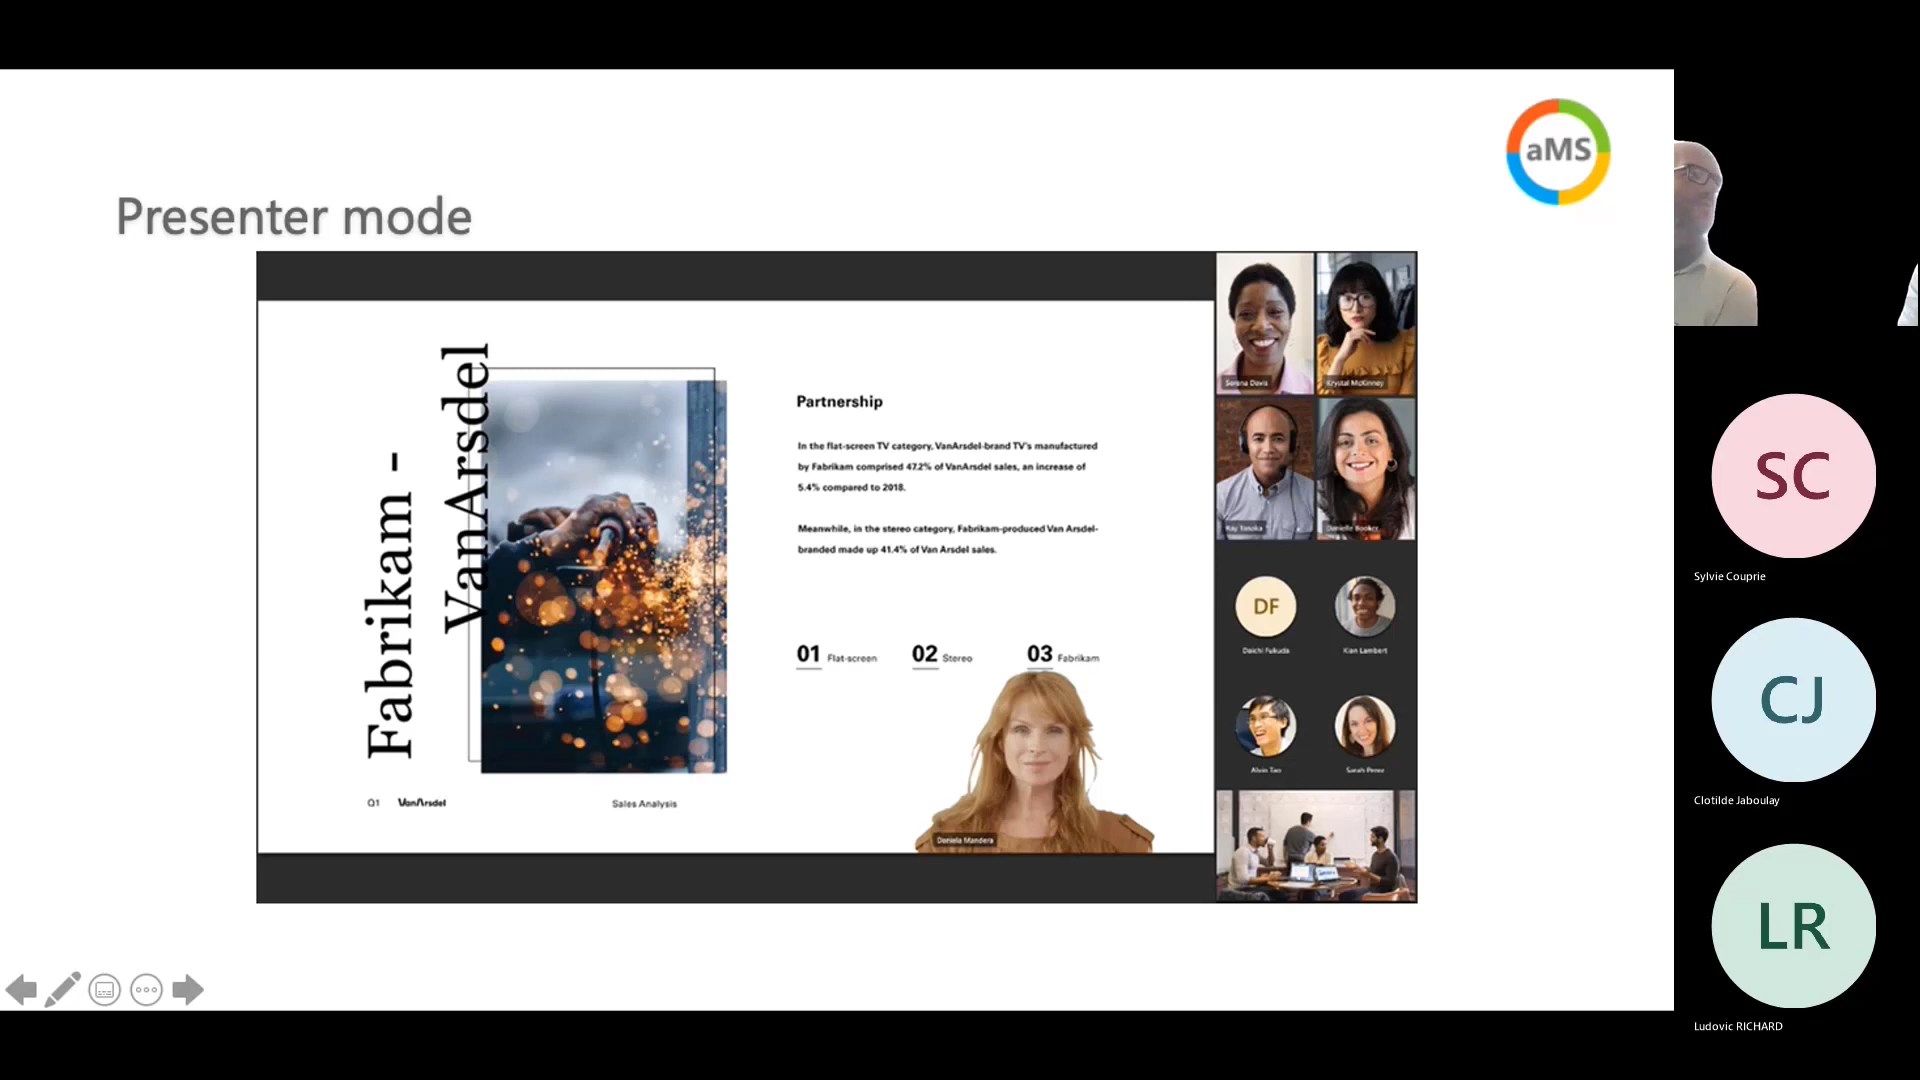 aMS
Presenter mode
Fabrikam -
VanArsdel
Partnership
In the flat-screen TV category, VanArsdel-brand TV's manufactured
by Fabrikam comprised 47.2% of VanArsdel sales, an increase of
5.4% compared to 2018.
Meanwhile, in the stereo category, Fabrikam-produced Van Arsdel-
branded made up 41.4% of Van Arsdel sales.
01 Flat-screen
02 Stereo
03 Fabrikam
Q1 VanArsdel
Sales Analysis
Daniela Mandera
Serena Davis
Krystal McKinney
Ray Tanaka
Danielle Booker
DF
Daichi Fukuda
Kian Lambert
Alvin Tao
Sarah Perez
SC
Sylvie Couprie
CJ
Clotilde Jaboulay
LR
Ludovic RICHARD